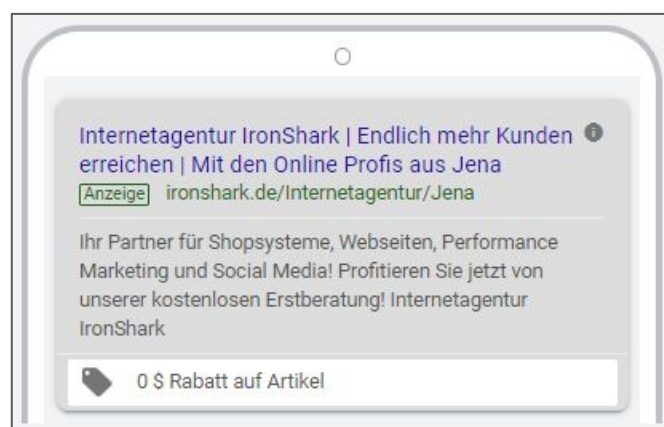 Internetagentur IronShark | Endlich mehr Kunden
erreichen | Mit den Online Profis aus Jena
Anzeige ironshark.de/Internetagentur/Jena
Ihr Partner für Shopsysteme, Webseiten, Performance
Marketing und Social Media! Profitieren Sie jetzt von
unserer kostenlosen Erstberatung! Internetagentur
IronShark
0 $ Rabatt auf Artikel